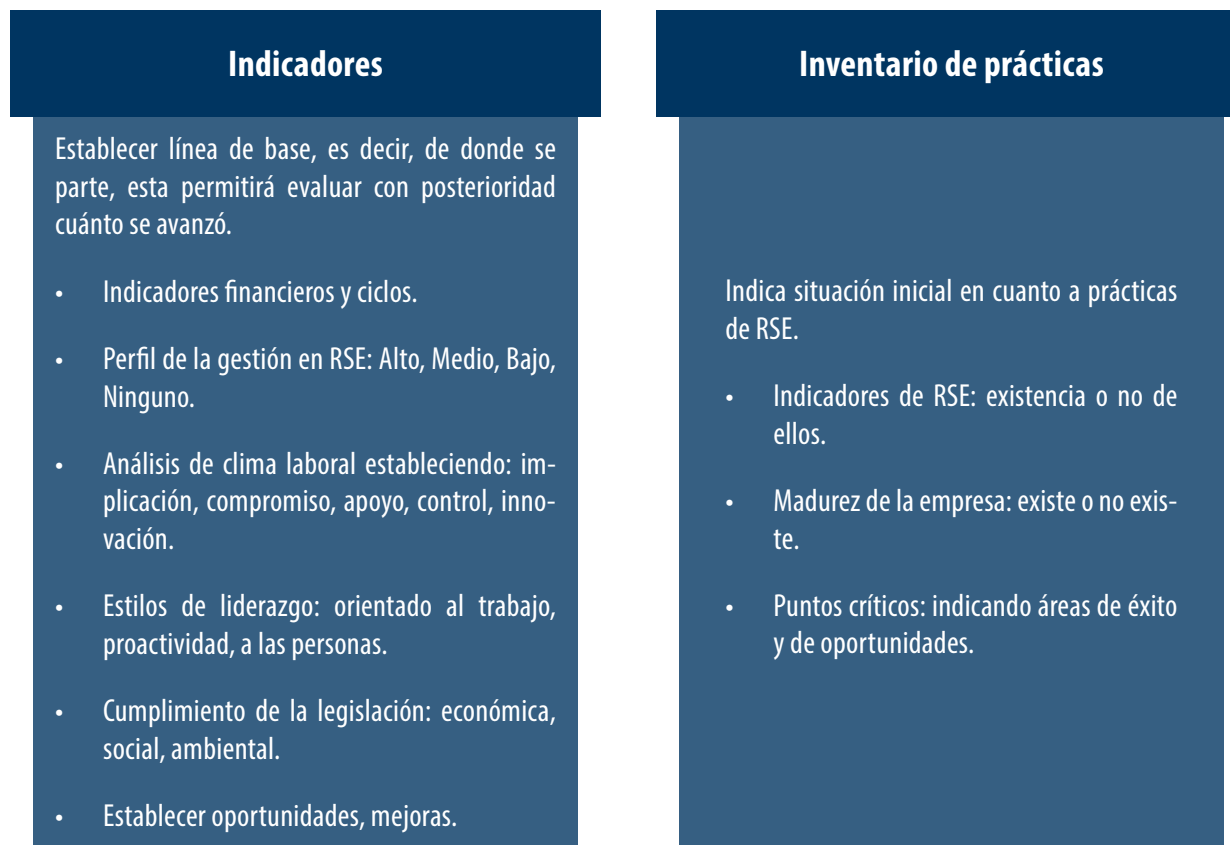 Indicadores
Establecer línea de base, es decir, de donde se
parte, esta permitirá evaluar con posterioridad
cuánto se avanzó.
• Indicadores financieros y ciclos.
• Perfil de la gestión en RSE: Alto, Medio, Bajo,
Ninguno.
• Análisis de clima laboral estableciendo: im-
plicación, compromiso, apoyo, control, inno-
vación.
• Estilos de liderazgo: orientado al trabajo,
proactividad, a las personas.
• Cumplimiento de la legislación: económica,
social, ambiental.
• Establecer oportunidades, mejoras.
Inventario de prácticas
Indica situación inicial en cuanto a prácticas
de RSE.
• Indicadores de RSE: existencia o no de
ellos.
• Madurez de la empresa: existe o no exis-
te.
• Puntos críticos: indicando áreas de éxito
y de oportunidades.